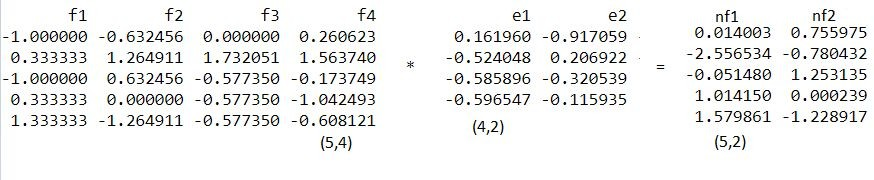 f1 f2 f3 f4 e1 e2 nf1 nf2
-1.000000 -0.632456 0.000000 0.260623 0.161960 -0.917059 0.014003 0.755975
0.333333 1.264911 1.732051 1.563740 -0.524048 0.206922 -2.556534 -0.780432
-1.000000 0.632456 -0.577350 -0.173749 * -0.585896 -0.320539 = -0.051480 1.253135
0.333333 0.000000 -0.577350 -1.042493 -0.596547 -0.115935 1.014150 0.000239
1.333333 -1.264911 -0.577350 -0.608121 1.579861 -1.228917
(5,4) (4,2) (5,2)